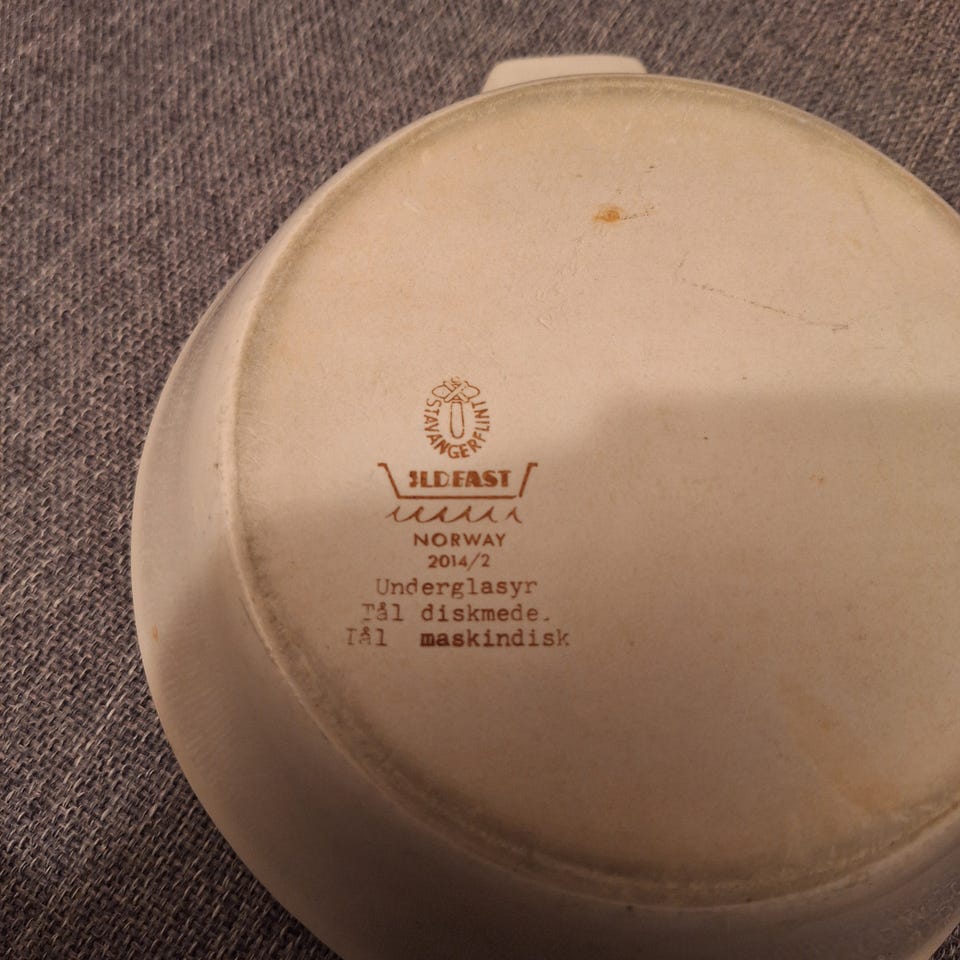 STAVANGERFLINT
ILDFAST
NORWAY
2014/2
Underglasyr
Tål diskmede.
Tål maskindisk